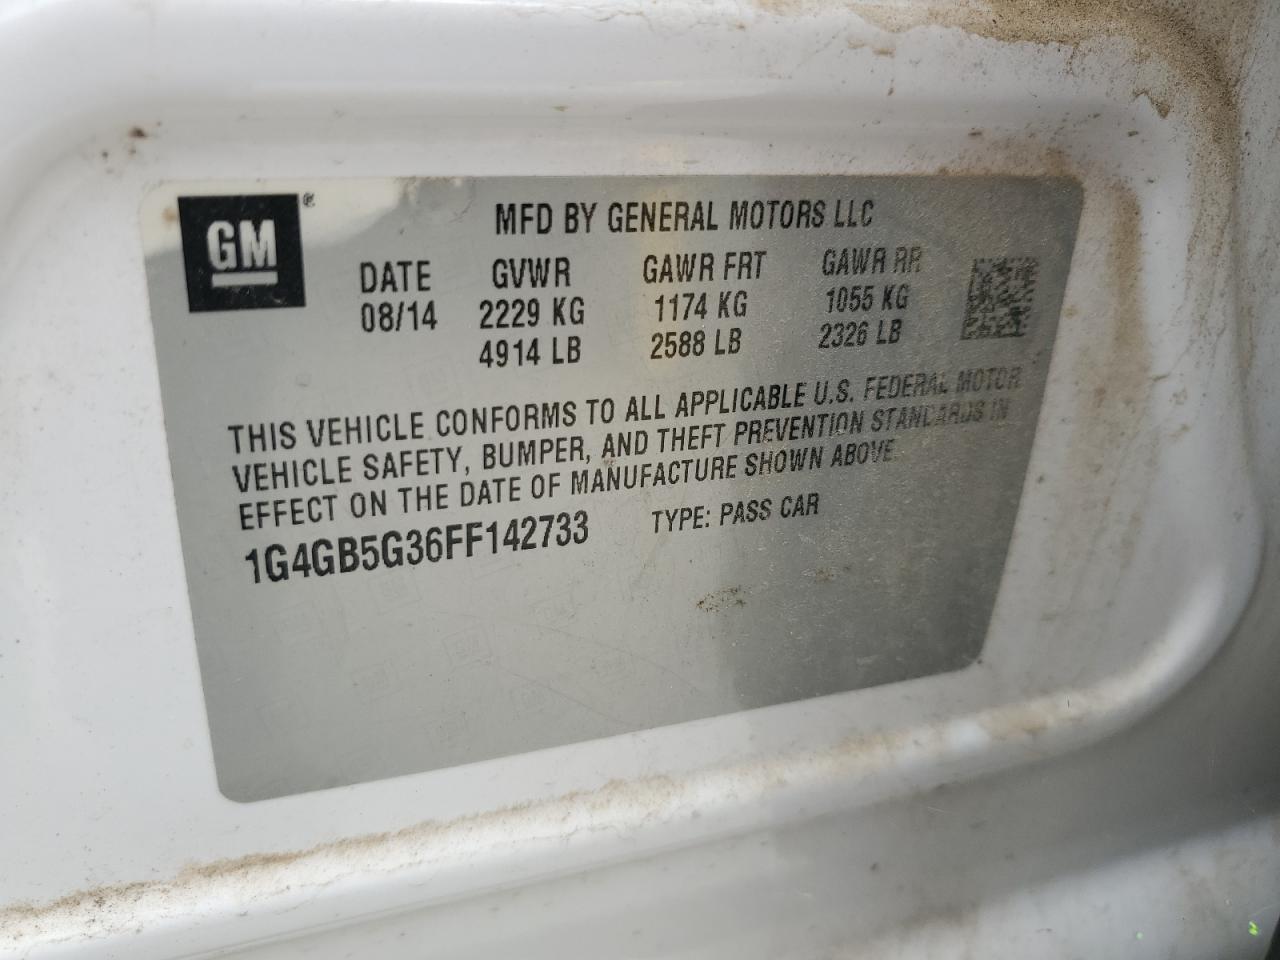 GM ®
MFD BY GENERAL MOTORS LLC
DATE GVWR GAWR FRT GAWR RR
08/14 2229 KG 1174 KG 1055 KG
4914 LB 2588 LB 2326 LB
THIS VEHICLE CONFORMS TO ALL APPLICABLE U.S. FEDERAL MOTOR
VEHICLE SAFETY, BUMPER, AND THEFT PREVENTION STANDARDS IN
EFFECT ON THE DATE OF MANUFACTURE SHOWN ABOVE.
1G4GB5G36FF142733 TYPE: PASS CAR